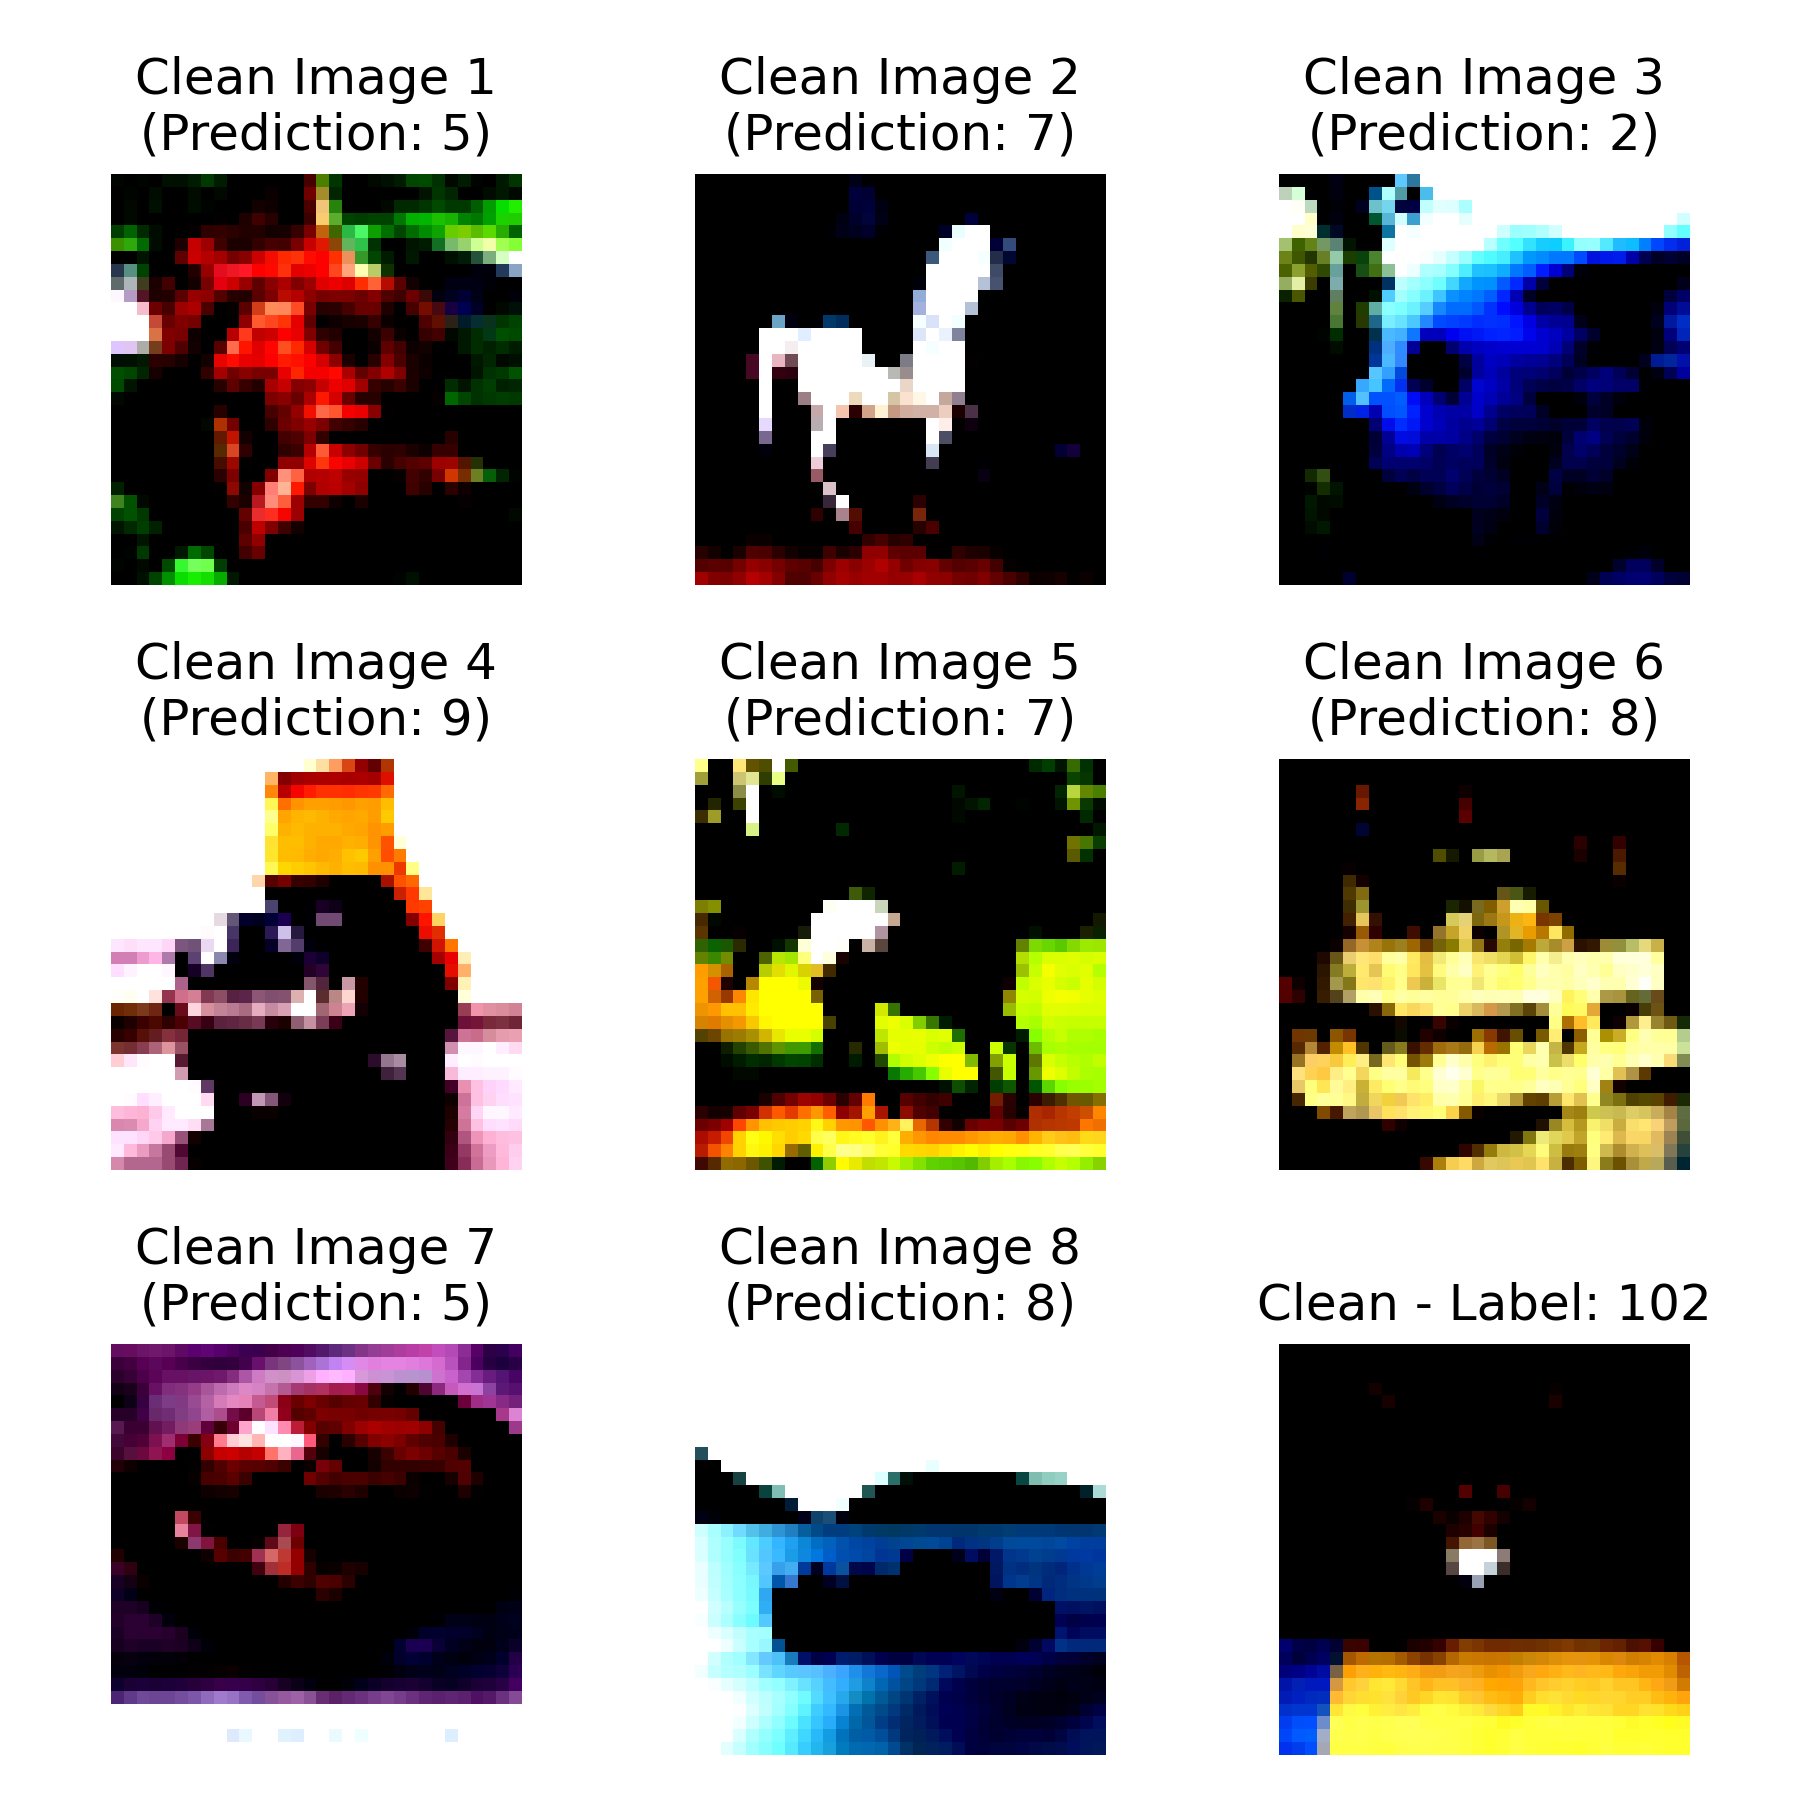 Clean Image 1
(Prediction: 5)
Clean Image 2
(Prediction: 7)
Clean Image 3
(Prediction: 2)
Clean Image 4
(Prediction: 9)
Clean Image 5
(Prediction: 7)
Clean Image 6
(Prediction: 8)
Clean Image 7
(Prediction: 5)
Clean Image 8
(Prediction: 8)
Clean - Label: 102